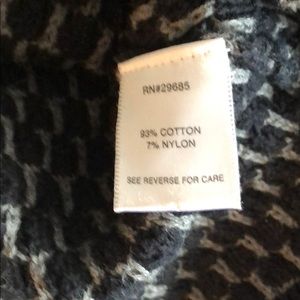 RN#29685
93% COTTON
7% NYLON
SEE REVERSE FOR CARE